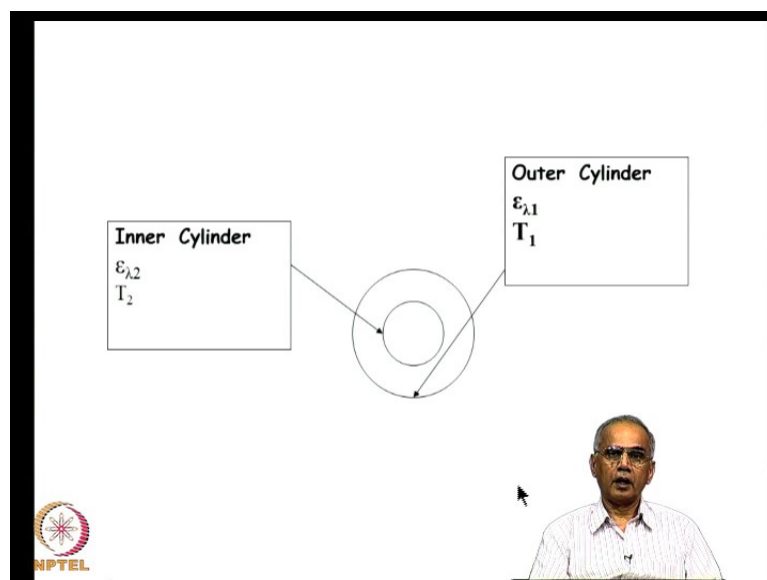 Outer Cylinder
ελ1
T1
Inner Cylinder
ελ2
T2
NPTEL